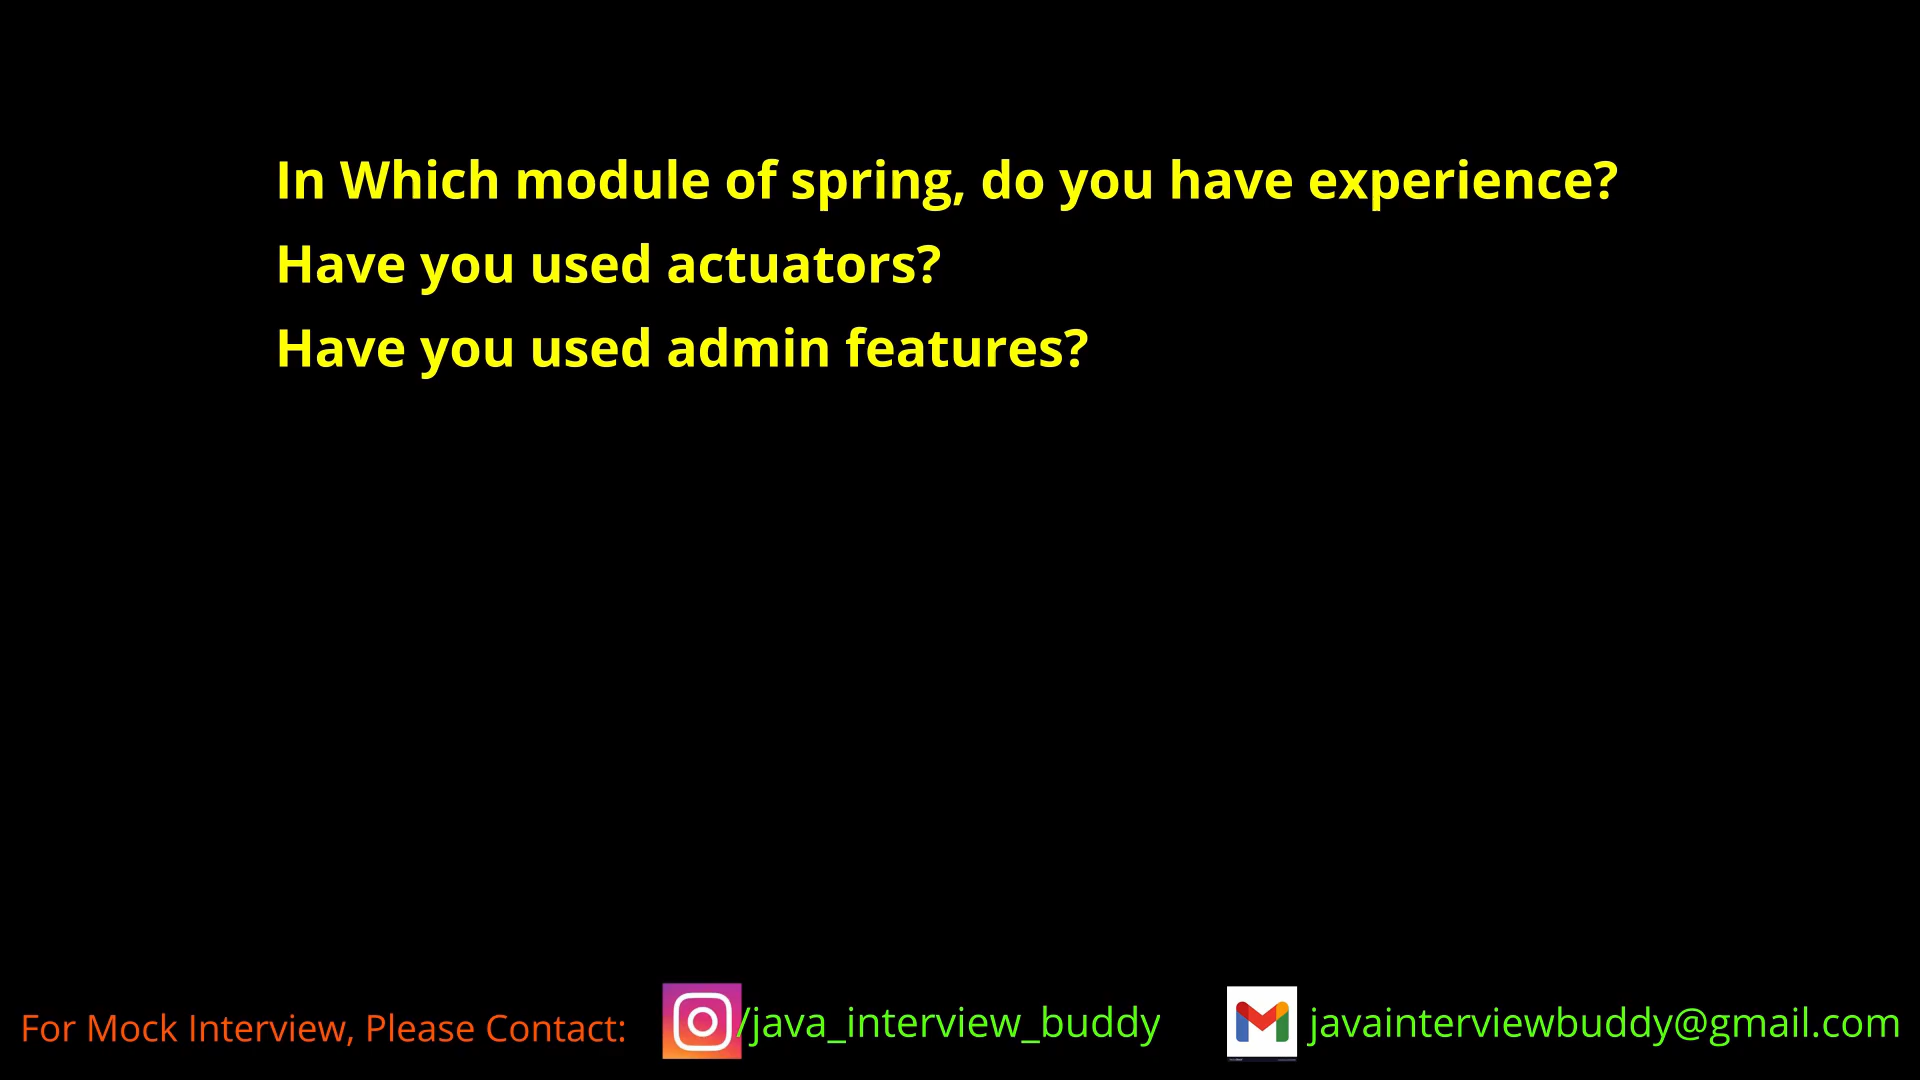 In Which module of spring, do you have experience?
Have you used actuators?
Have you used admin features?
For Mock Interview, Please Contact: /java_interview_buddy javainterviewbuddy@gmail.com